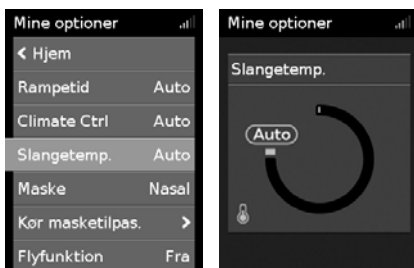 Mine optioner
< Hjem
Rampetid Auto
Climate Ctrl Auto
Slangetemp. Auto
Maske Nasal
Kør masketilpas. >
Flyfunktion Fra
Mine optioner
Slangetemp.
Auto